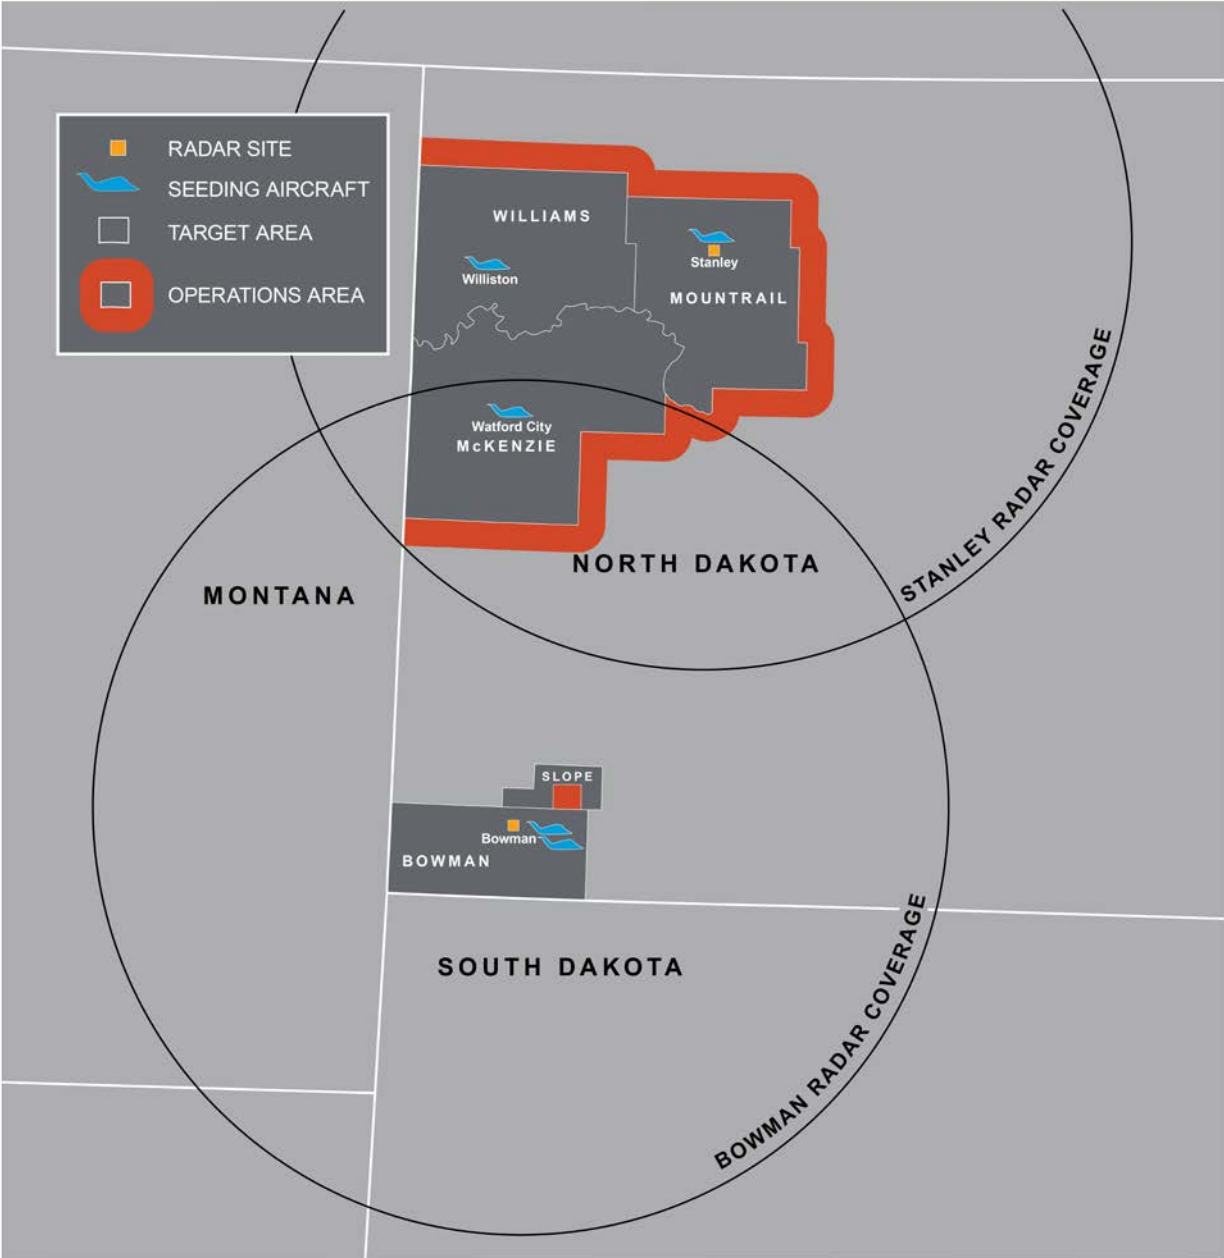 RADAR SITE
SEEDING AIRCRAFT
TARGET AREA
OPERATIONS AREA
WILLIAMS
Williston
Stanley
MOUNTRAIL
Watford City
McKENZIE
STANLEY RADAR COVERAGE
NORTH DAKOTA
MONTANA
SLOPE
Bowman
BOWMAN
SOUTH DAKOTA
BOWMAN RADAR COVERAGE